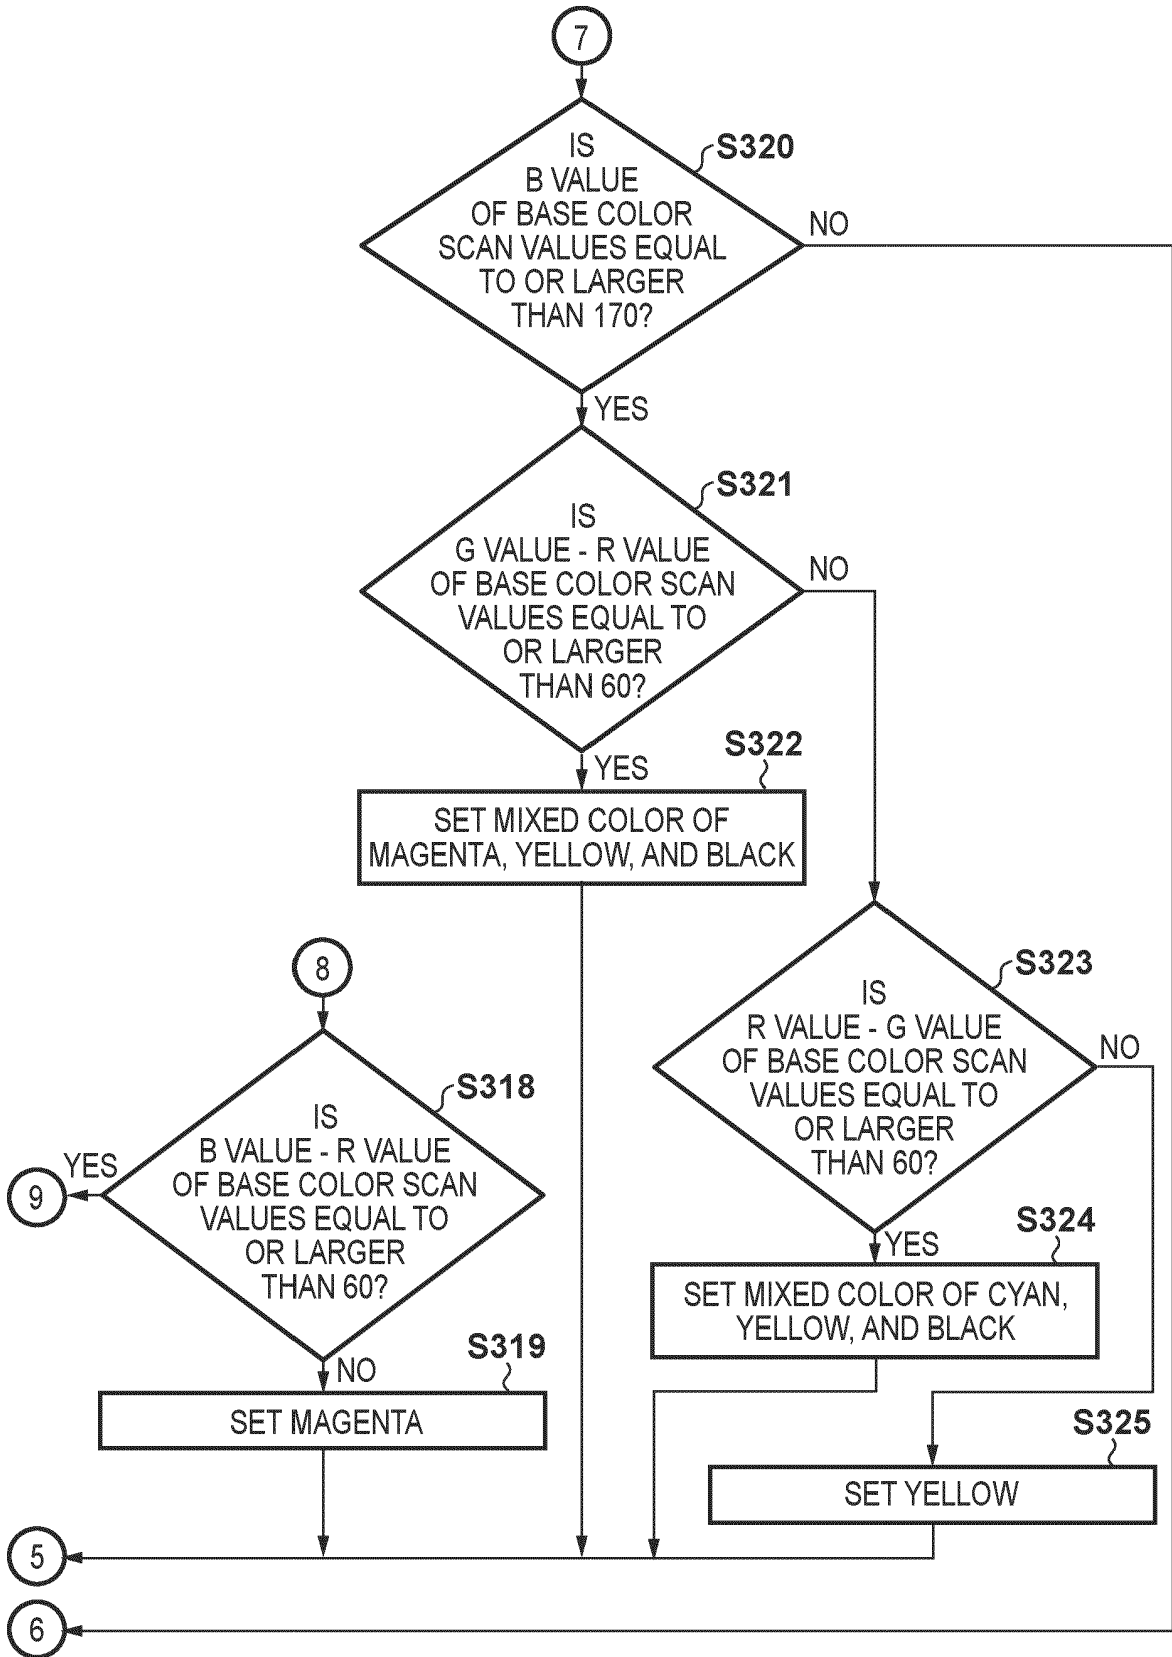 7
S320
IS
B VALUE
OF BASE COLOR
SCAN VALUES EQUAL
TO OR LARGER
THAN 170?
NO
YES
S321
IS
G VALUE - R VALUE
OF BASE COLOR SCAN
VALUES EQUAL TO
OR LARGER
THAN 60?
NO
YES
S322
SET MIXED COLOR OF
MAGENTA, YELLOW, AND BLACK
S323
IS
R VALUE - G VALUE
OF BASE COLOR SCAN
VALUES EQUAL TO
OR LARGER
THAN 60?
NO
YES
S324
SET MIXED COLOR OF CYAN,
YELLOW, AND BLACK
S325
SET YELLOW
8
S318
IS
B VALUE - R VALUE
OF BASE COLOR SCAN
VALUES EQUAL TO
OR LARGER
THAN 60?
YES
9
NO
S319
SET MAGENTA
5
6